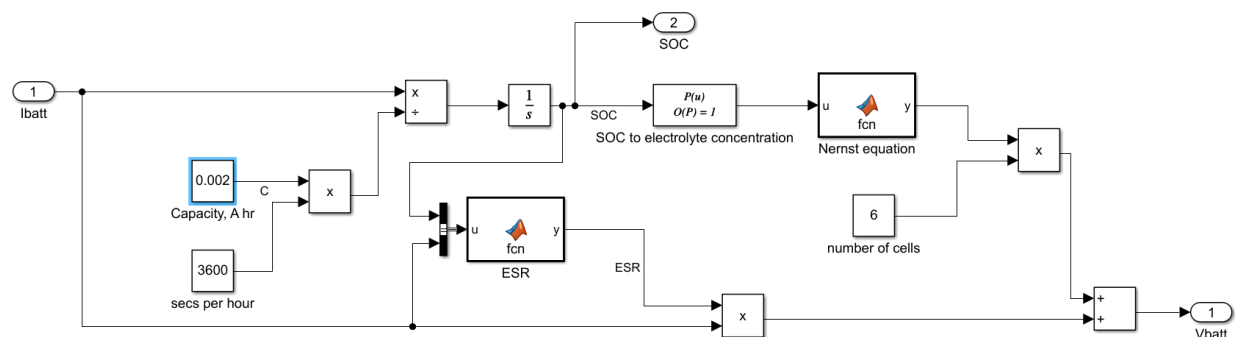 2
SOC
1
Ibatt
x
÷
1
s
SOC
P(u)
O(P) = 1
SOC to electrolyte concentration
u
fcn
y
Nernst equation
x
0.002
C
Capacity, A hr
x
6
number of cells
u
fcn
y
ESR
3600
secs per hour
ESR
x
+
+
1
Vbatt